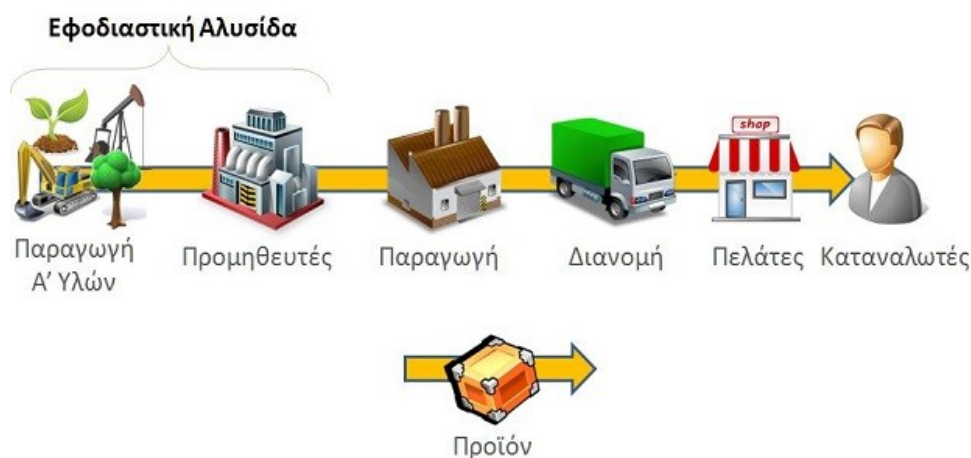 Εφοδιαστική Αλυσίδα
shop
Παραγωγή
Α' Υλών
Προμηθευτές
Παραγωγή
Διανομή
Πελάτες
Καταναλωτές
Προϊόν